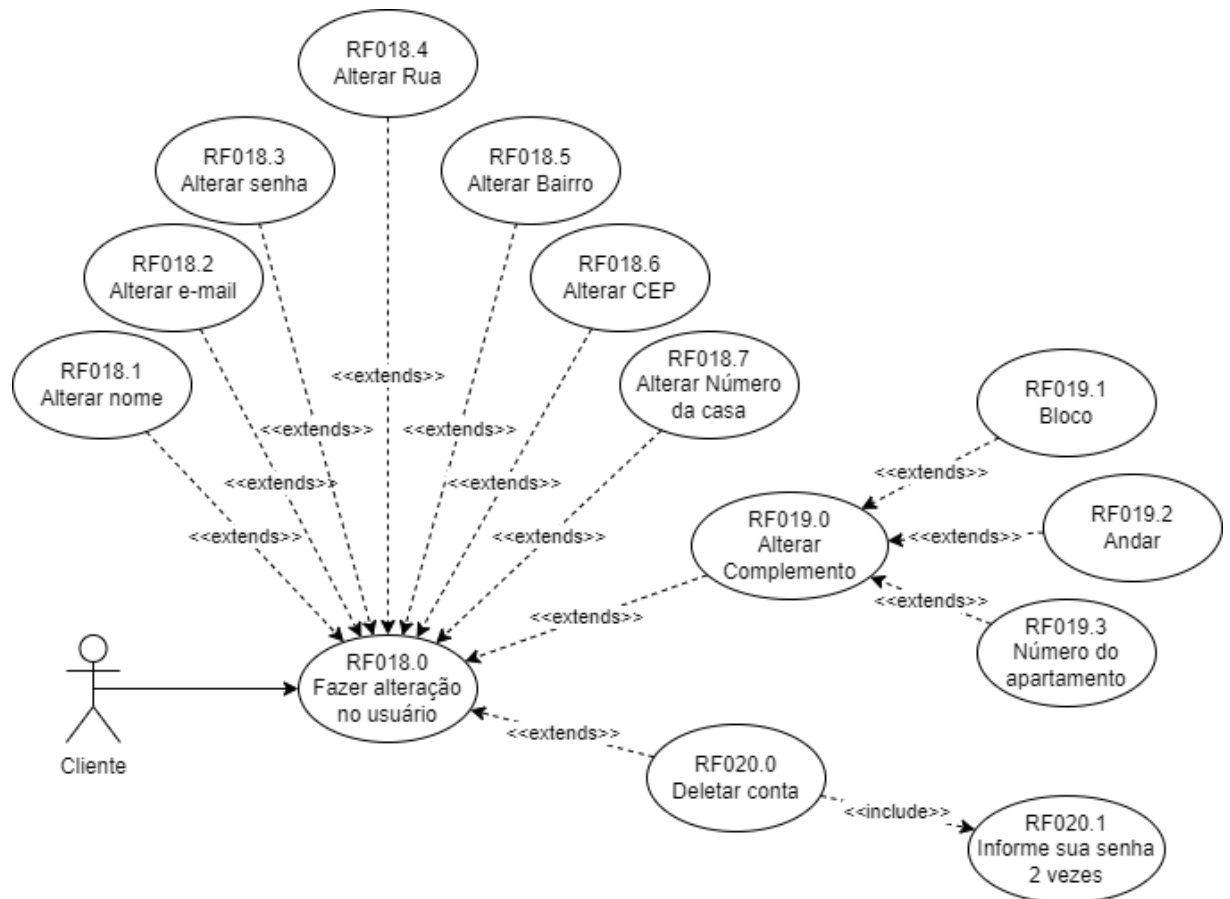 RF018.4
Alterar Rua
RF018.3
Alterar senha
RF018.5
Alterar Bairro
RF018.2
Alterar e-mail
RF018.6
Alterar CEP
RF018.1
Alterar nome
RF018.7
Alterar Número
da casa
<<extends>>
<<extends>>
<<extends>>
<<extends>>
<<extends>>
<<extends>>
<<extends>>
RF019.1
Bloco
<<extends>>
RF019.0
Alterar
Complemento
<<extends>>
RF019.2
Andar
<<extends>>
RF019.3
Número do
apartamento
<<extends>>
RF018.0
Fazer alteração
no usuário
Cliente
<<extends>>
RF020.0
Deletar conta
<<include>>
RF020.1
Informe sua senha
2 vezes